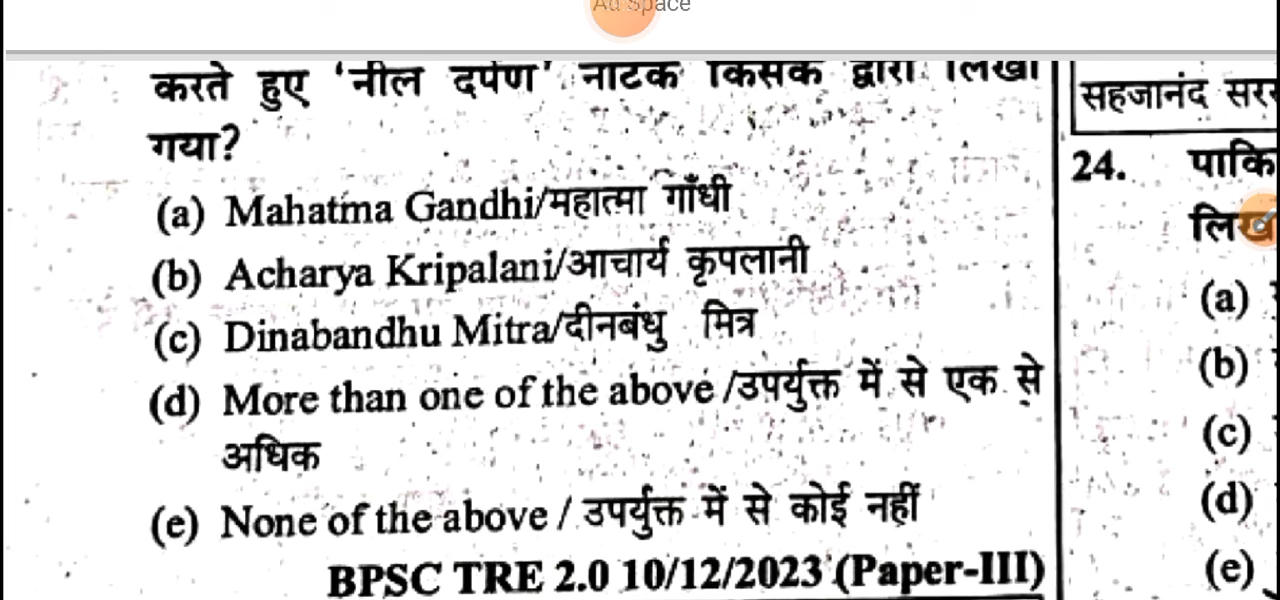 Ad Space
करते हुए 'नील दर्पण' नाटक किसके द्वारा लिखा
गया?
(a) Mahatma Gandhi/महात्मा गाँधी
(b) Acharya Kripalani/आचार्य कृपलानी
(c) Dinabandhu Mitra/दीनबंधु मित्र
(d) More than one of the above /उपर्युक्त में से एक से
अधिक
(e) None of the above / उपर्युक्त में से कोई नहीं
BPSC TRE 2.0 10/12/2023 (Paper-III)
सहजानंद
24.
(a)
(b)
(c)
(d)
(e)